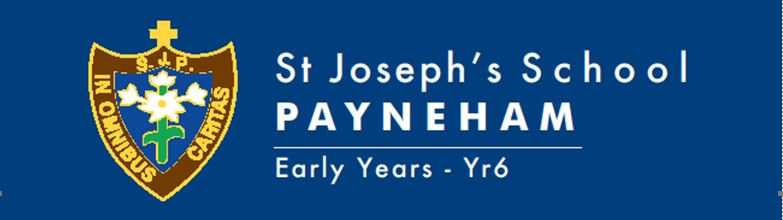 S.J.P.
IN OMNIBUS CARITAS
St Joseph's School
PAYNEHAM
Early Years - Yr6